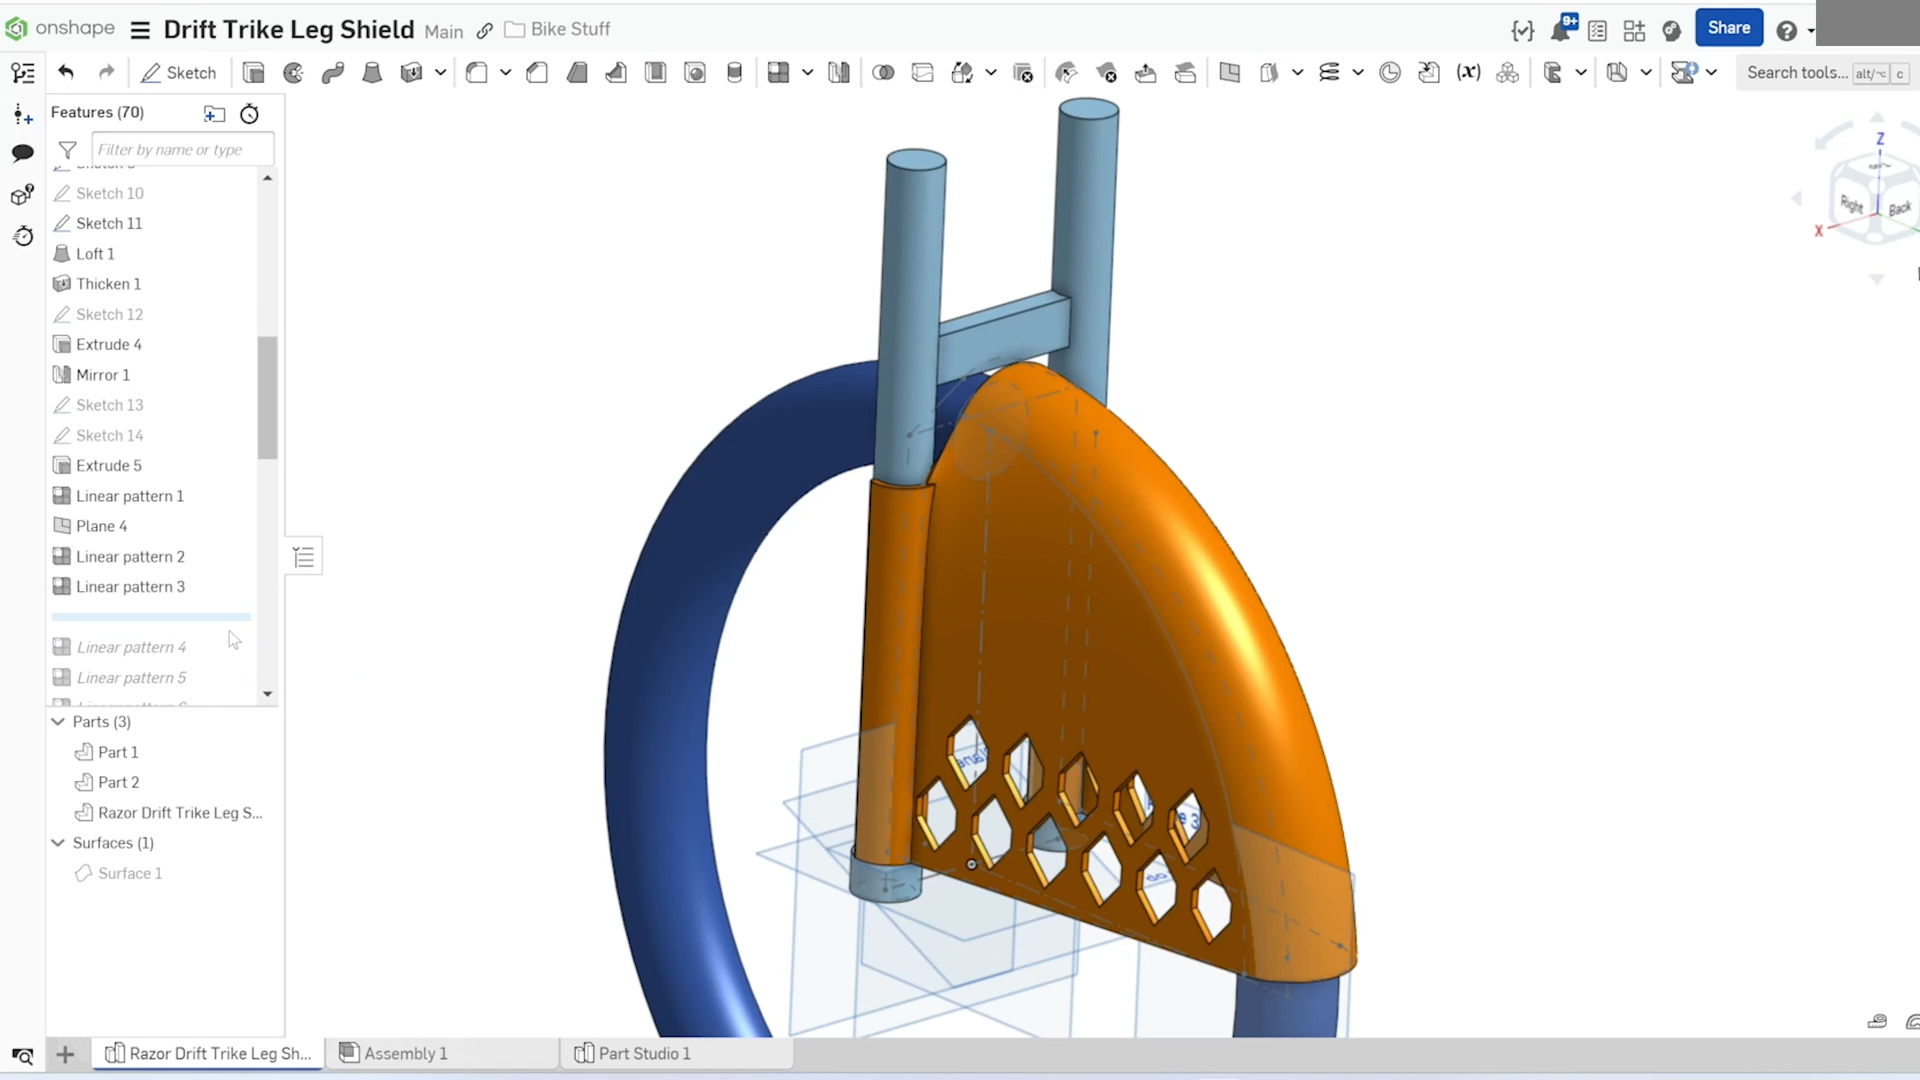 onshape
Drift Trike Leg Shield
Main
Bike Stuff
9+
Share
Sketch
(x)
Search tools...
alt/⌥
c
Features (70)
Filter by name or type
Sketch 10
Sketch 11
Loft 1
Thicken 1
Sketch 12
Extrude 4
Mirror 1
Sketch 13
Sketch 14
Extrude 5
Linear pattern 1
Plane 4
Linear pattern 2
Linear pattern 3
Linear pattern 4
Linear pattern 5
Parts (3)
Part 1
Part 2
Razor Drift Trike Leg S...
Surfaces (1)
Surface 1
Z
Right
Back
X
Razor Drift Trike Leg Sh...
Assembly 1
Part Studio 1